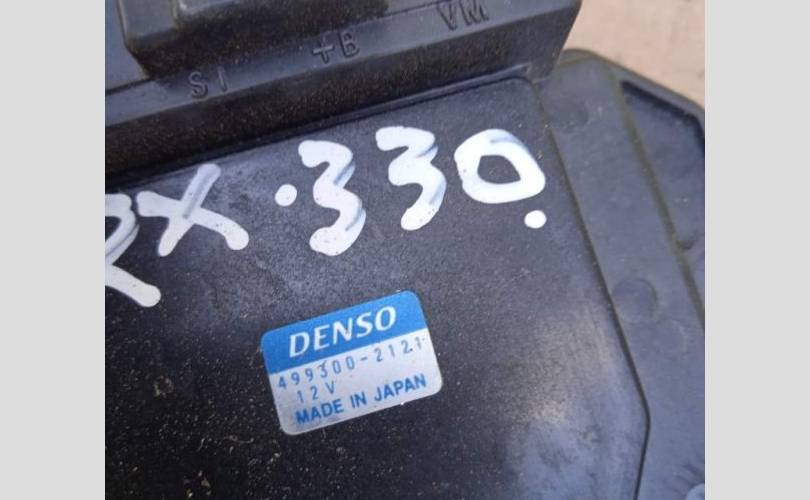 SI +B VM
RX.330.
DENSO
499300-2121
12V
MADE IN JAPAN